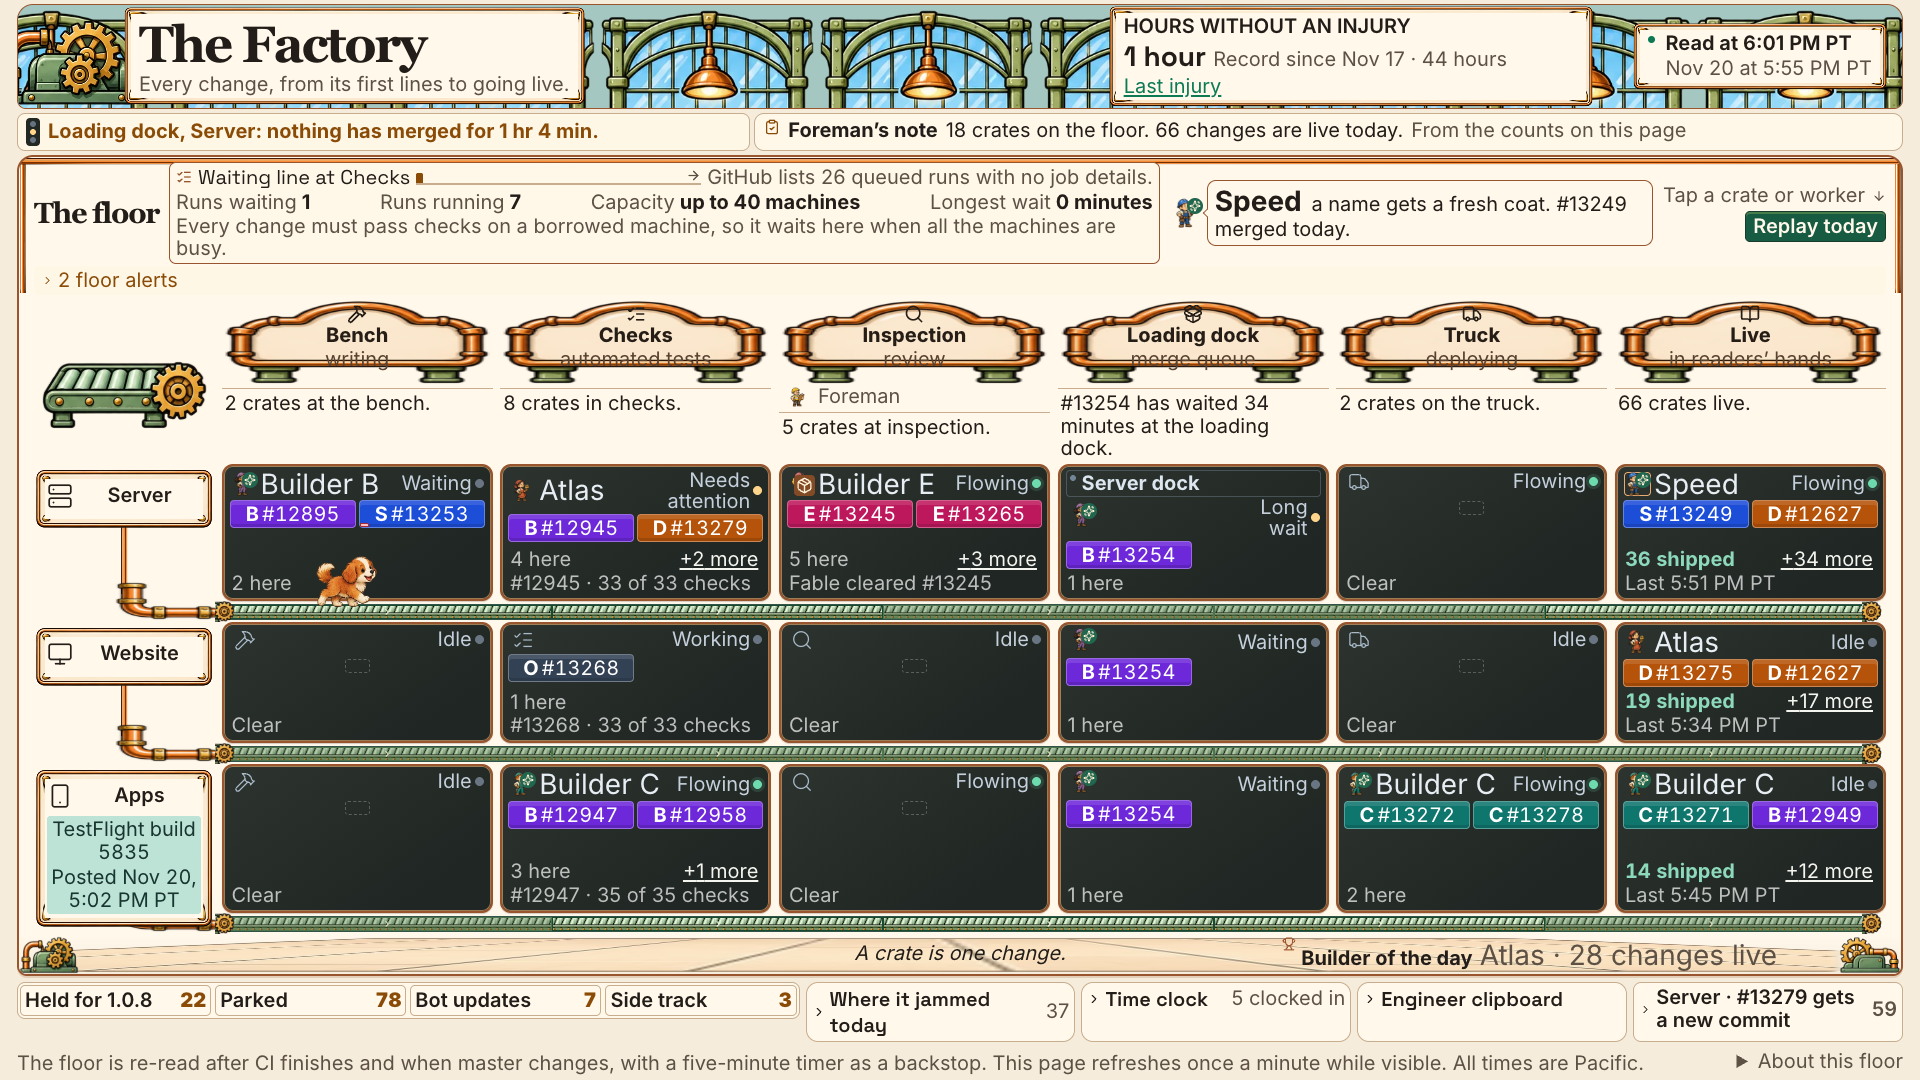 The Factory
Every change, from its first lines to going live.
HOURS WITHOUT AN INJURY
1 hour Record since Nov 17 · 44 hours
Last injury
Read at 6:01 PM PT
Nov 20 at 5:55 PM PT
Loading dock, Server: nothing has merged for 1 hr 4 min.
Foreman's note 18 crates on the floor. 66 changes are live today. From the counts on this page
The floor
Waiting line at Checks
GitHub lists 26 queued runs with no job details.
Runs waiting 1 Runs running 7 Capacity up to 40 machines Longest wait 0 minutes
Every change must pass checks on a borrowed machine, so it waits here when all the machines are
busy.
Speed a name gets a fresh coat. #13249
merged today.
Tap a crate or worker ↓
Replay today
2 floor alerts
Bench
writing
Checks
automated tests
Inspection
review
Loading dock
merge queue
Truck
deploying
Live
in readers' hands
2 crates at the bench.
8 crates in checks.
Foreman
5 crates at inspection.
#13254 has waited 34
minutes at the loading
dock.
2 crates on the truck.
66 crates live.
Server
Builder B Waiting
B #12895 S #13253
2 here
Atlas Needs
attention
B #12945 D #13279
4 here +2 more
#12945 · 33 of 33 checks
Builder E Flowing
E #13245 E #13265
5 here +3 more
Fable cleared #13245
Server dock
Long
wait
B #13254
1 here
Flowing
Clear
Speed Flowing
S #13249 D #12627
36 shipped +34 more
Last 5:51 PM PT
Website
Idle
Clear
Working
O #13268
1 here
#13268 · 33 of 33 checks
Idle
Clear
Waiting
B #13254
1 here
Idle
Clear
Atlas Idle
D #13275 D #12627
19 shipped +17 more
Last 5:34 PM PT
Apps
TestFlight build
5835
Posted Nov 20,
5:02 PM PT
Idle
Clear
Builder C Flowing
B #12947 B #12958
3 here +1 more
#12947 · 35 of 35 checks
Flowing
Clear
Waiting
B #13254
1 here
Builder C Flowing
C #13272 C #13278
2 here
Builder C Idle
C #13271 B #12949
14 shipped +12 more
Last 5:45 PM PT
A crate is one change.
Builder of the day Atlas · 28 changes live
Held for 1.0.8 22
Parked 78
Bot updates 7
Side track 3
Where it jammed
today
37
Time clock 5 clocked in
Engineer clipboard
Server · #13279 gets
a new commit
59
The floor is re-read after CI finishes and when master changes, with a five-minute timer as a backstop. This page refreshes once a minute while visible. All times are Pacific.
▶ About this floor